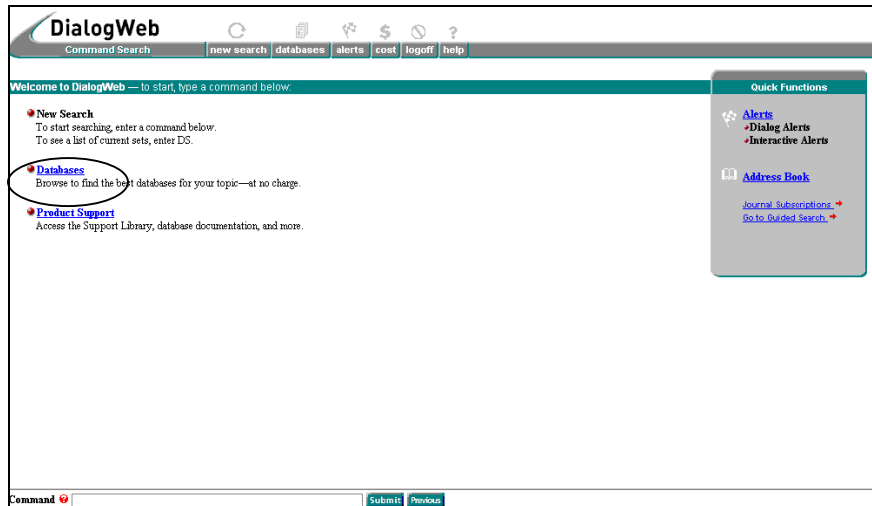 DialogWeb
$ ?
Command Search new search databases alerts cost logoff help
Welcome to DialogWeb — to start, type a command below:
New Search
To start searching, enter a command below.
To see a list of current sets, enter DS.
Databases
Browse to find the best databases for your topic—at no charge.
Product Support
Access the Support Library, database documentation, and more.
Quick Functions
Alerts
Dialog Alerts
Interactive Alerts
Address Book
Journal Subscriptions
Go to Guided Search
Command ? Submit Previous